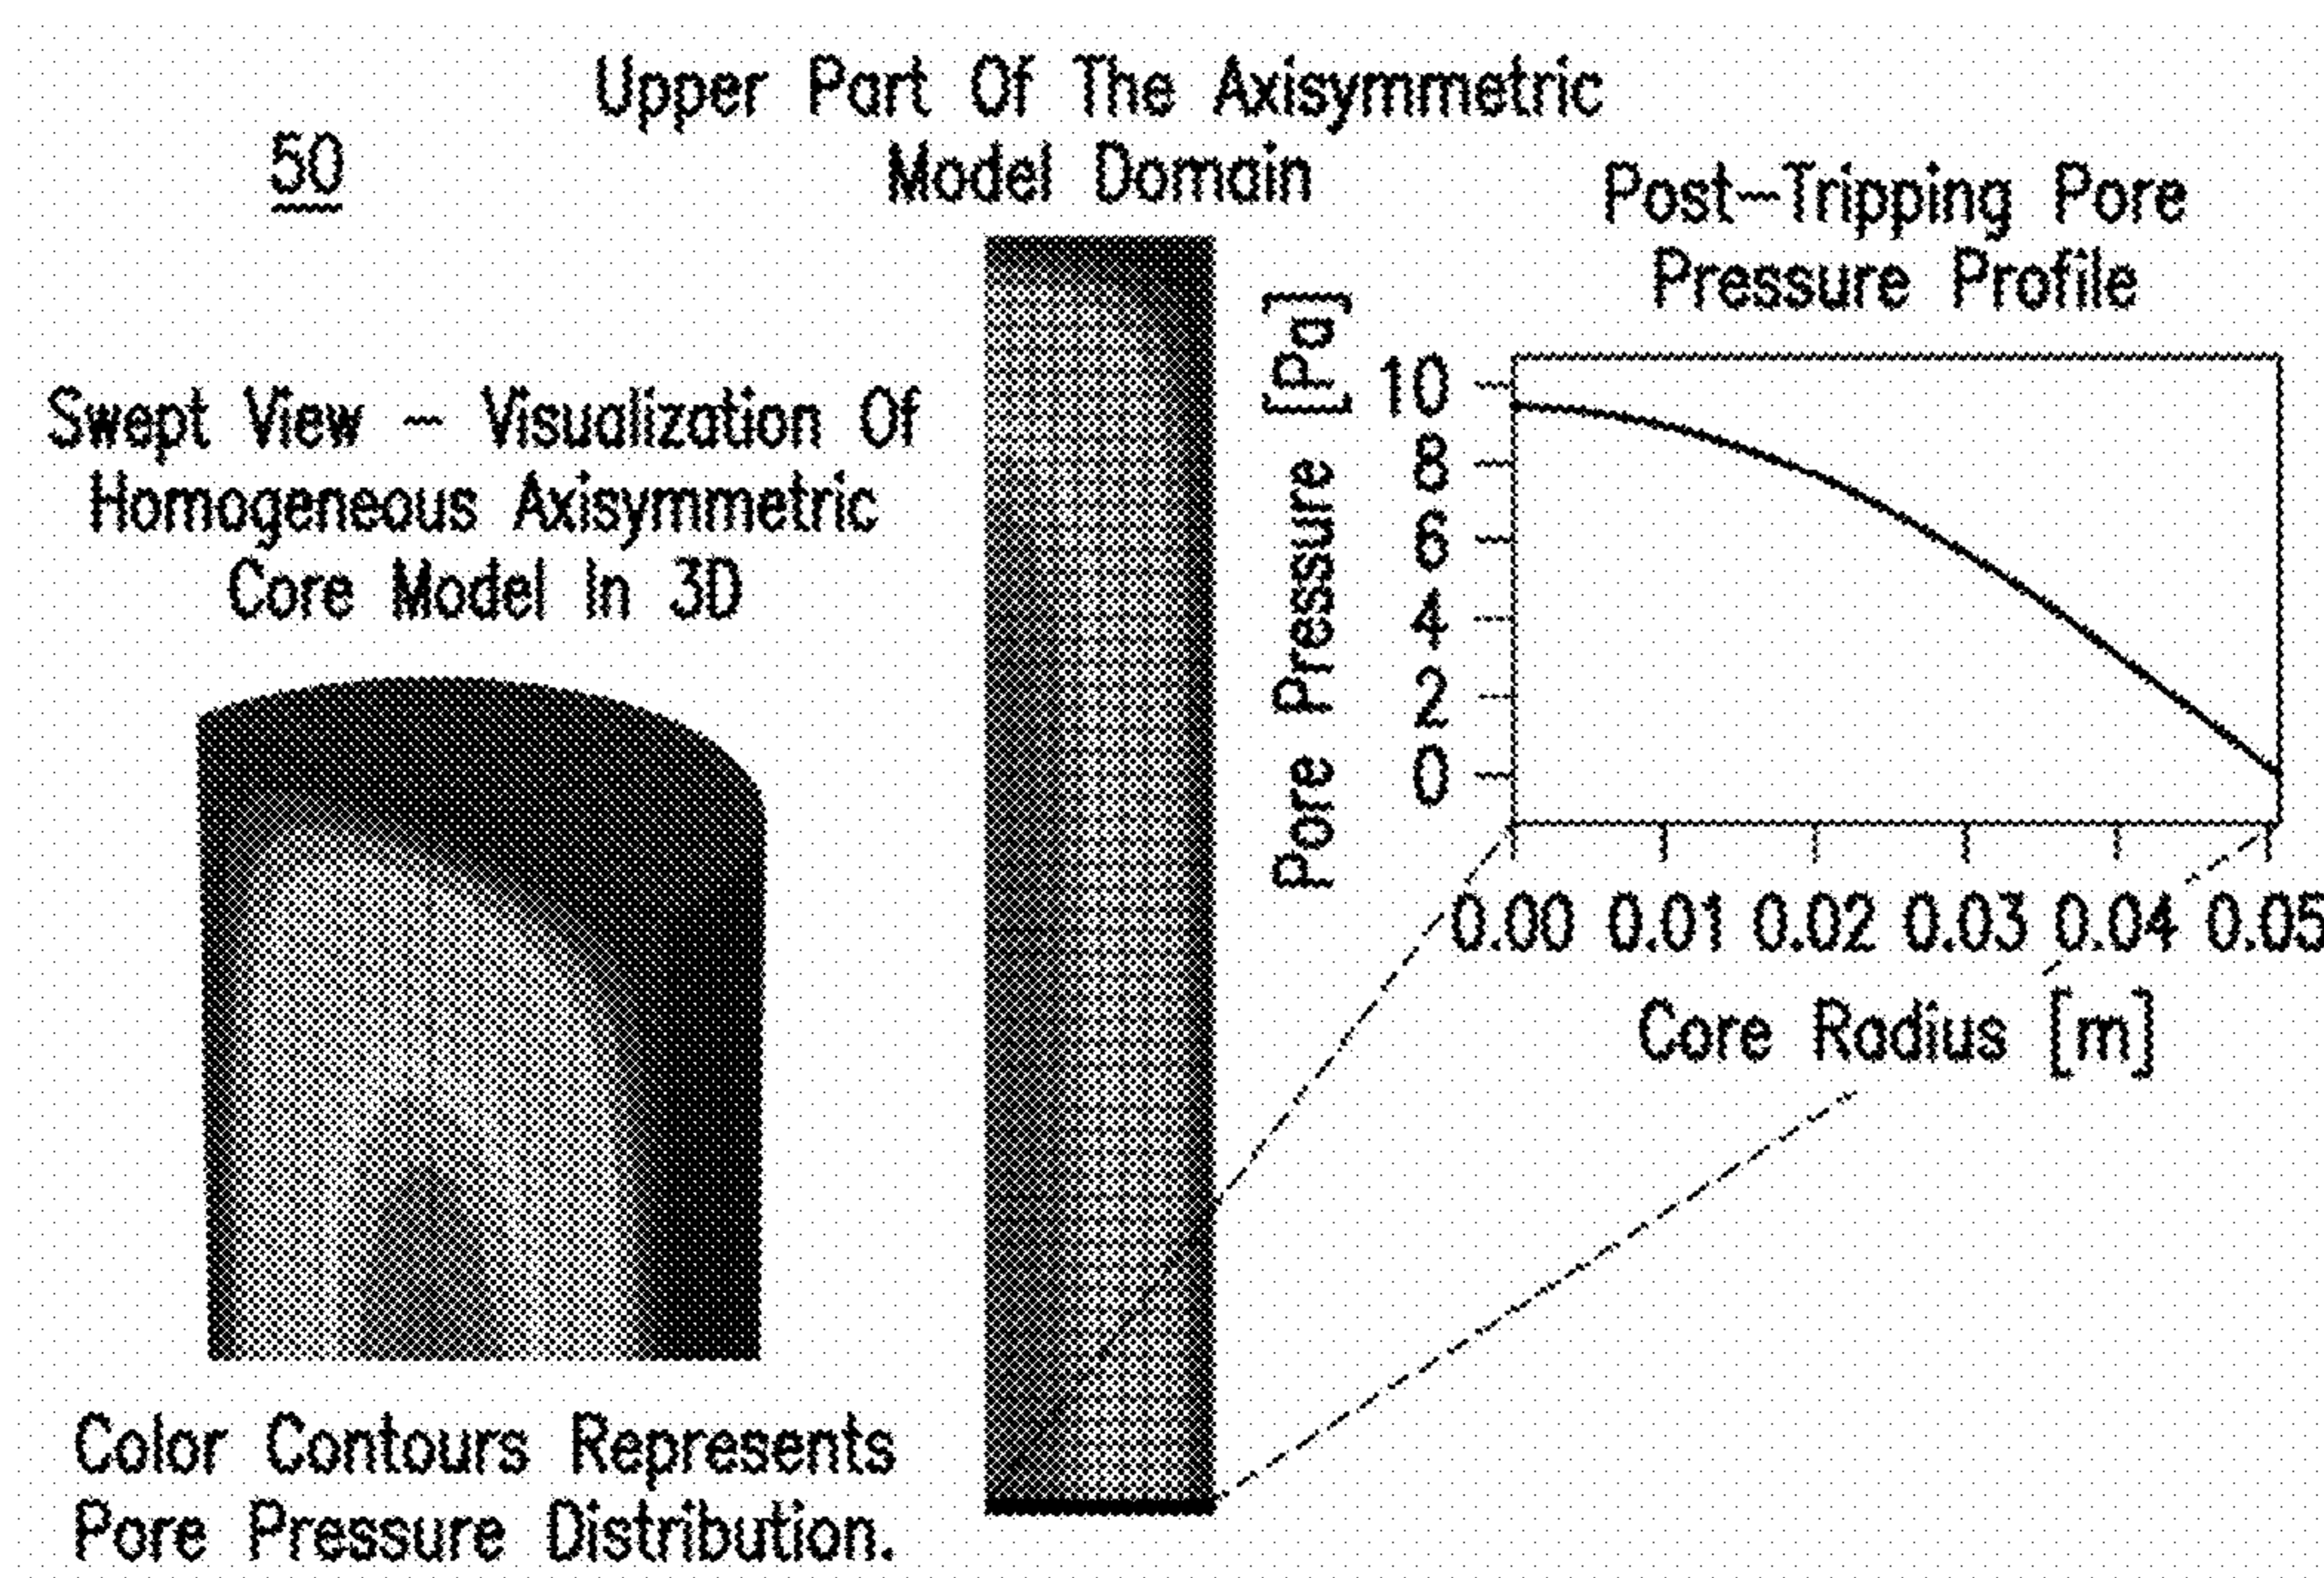 50
Upper Part Of The Axisymmetric
Model Domain
Swept View - Visualization Of
Homogeneous Axisymmetric
Core Model In 3D
Color Contours Represents
Pore Pressure Distribution.
Post-Tripping Pore
Pressure Profile
Pore Pressure [Pa]
10
8
6
4
2
0
0.00 0.01 0.02 0.03 0.04 0.05
Core Radius [m]